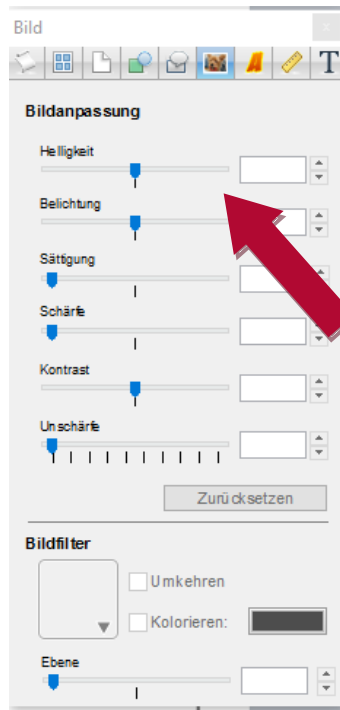 Bild
T
Bildanpassung
Helligkeit
Belichtung
Sättigung
Schärfe
Kontrast
Unschärfe
Zurücksetzen
Bildfilter
Umkehren
Kolorieren:
Ebene